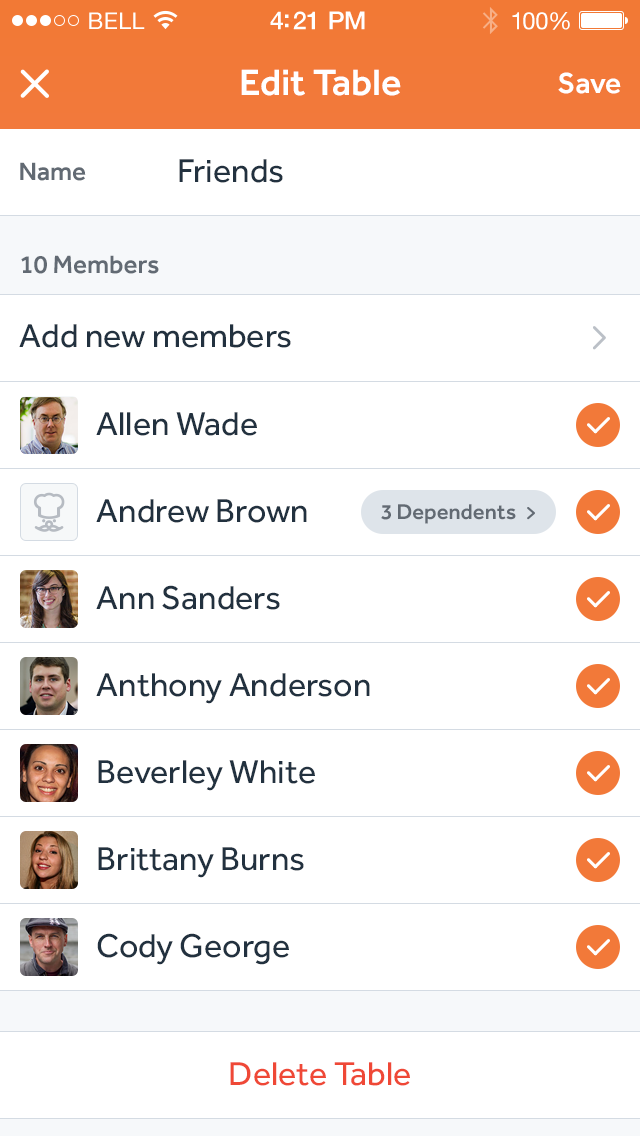 BELL 4:21 PM 100%
Edit Table Save
Name Friends
10 Members
Add new members
Allen Wade
Andrew Brown 3 Dependents >
Ann Sanders
Anthony Anderson
Beverley White
Brittany Burns
Cody George
Delete Table